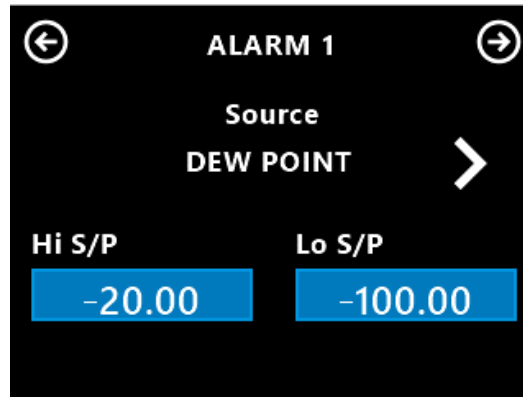 ALARM 1
Source
DEW POINT
Hi S/P Lo S/P
-20.00 -100.00